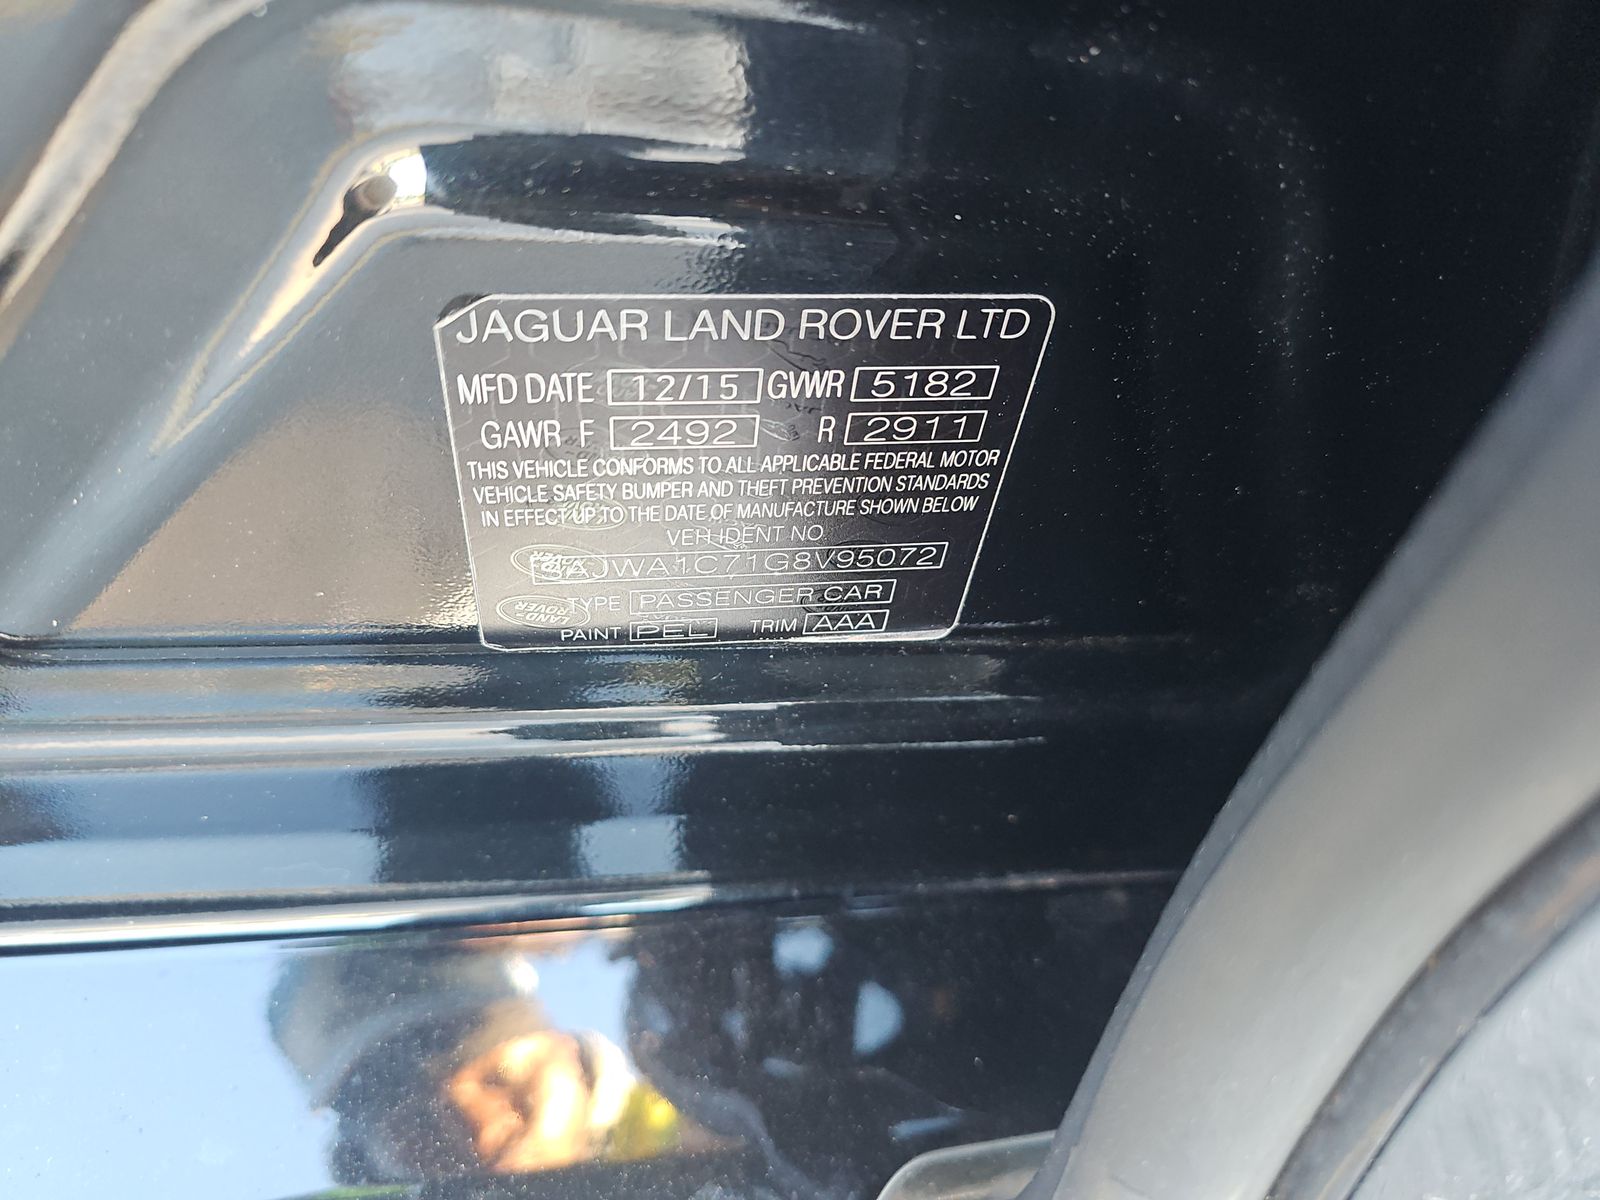 JAGUAR LAND ROVER LTD
MFD DATE 12/15 GVWR 5182
GAWR F 2492 R 2911
THIS VEHICLE CONFORMS TO ALL APPLICABLE FEDERAL MOTOR
VEHICLE SAFETY BUMPER AND THEFT PREVENTION STANDARDS
IN EFFECT UP TO THE DATE OF MANUFACTURE SHOWN BELOW
VEH IDENT NO
SAJWA1C71G8V95072
TYPE PASSENGER CAR
PAINT PEL TRIM AAA
LAND-
ROVER